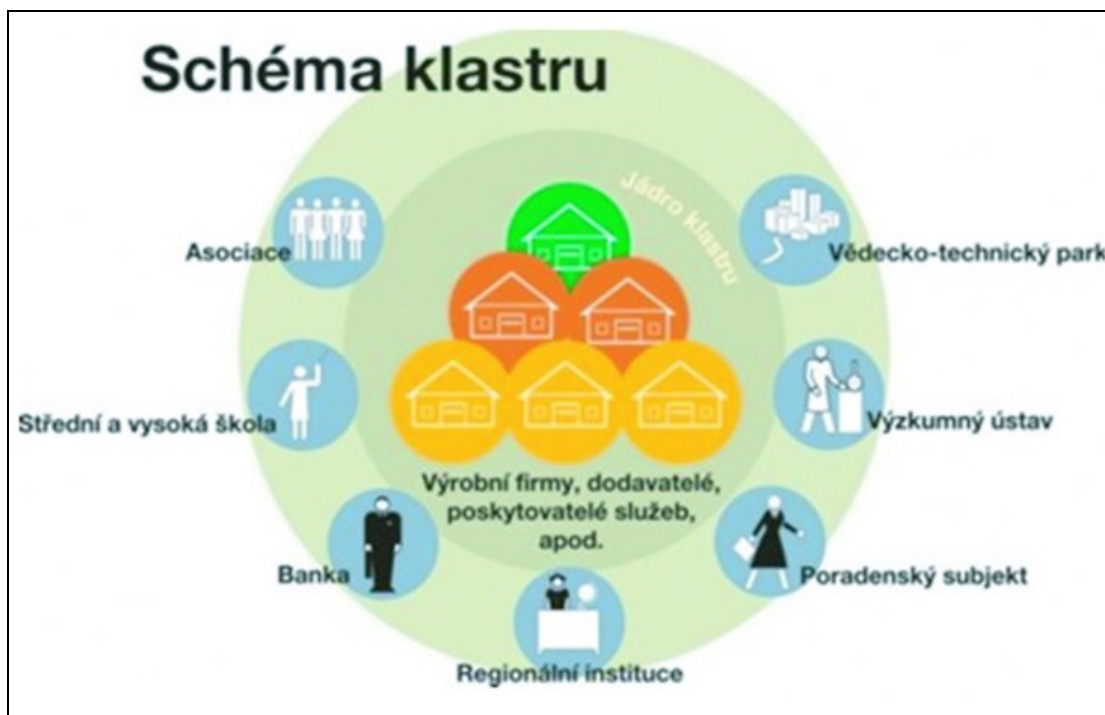 Schéma klastru
Jádro klastru
Asociace
Vědecko-technický park
Střední a vysoká škola
Výzkumný ústav
Výrobní firmy, dodavatelé,
poskytovatelé služeb,
apod.
Banka
Poradenský subjekt
Regionální instituce